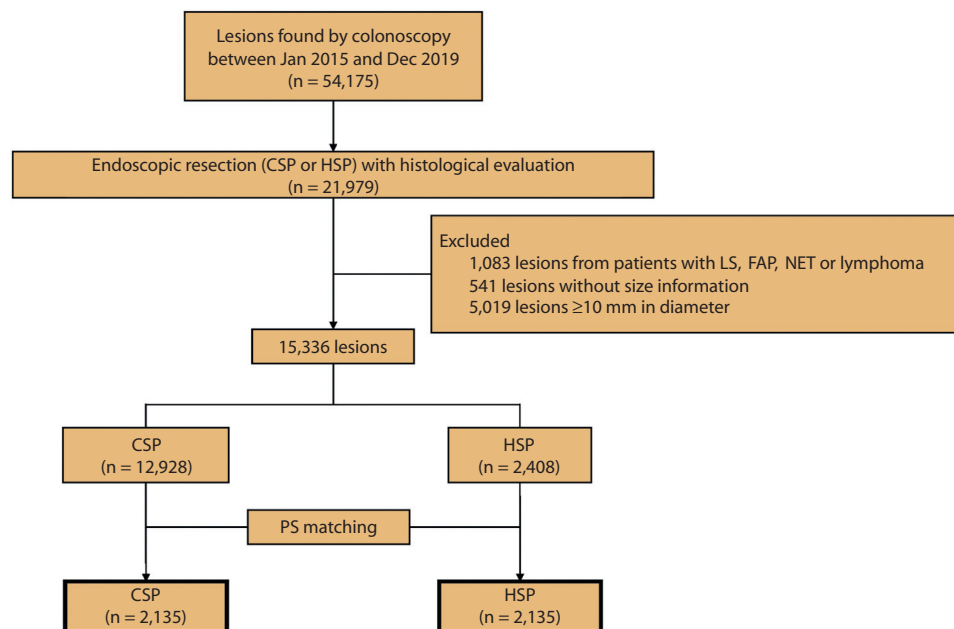 Lesions found by colonoscopy
between Jan 2015 and Dec 2019
(n = 54,175)
Endoscopic resection (CSP or HSP) with histological evaluation
(n = 21,979)
Excluded
1,083 lesions from patients with LS, FAP, NET or lymphoma
541 lesions without size information
5,019 lesions ≥10 mm in diameter
15,336 lesions
CSP
(n = 12,928)
HSP
(n = 2,408)
PS matching
CSP
(n = 2,135)
HSP
(n = 2,135)